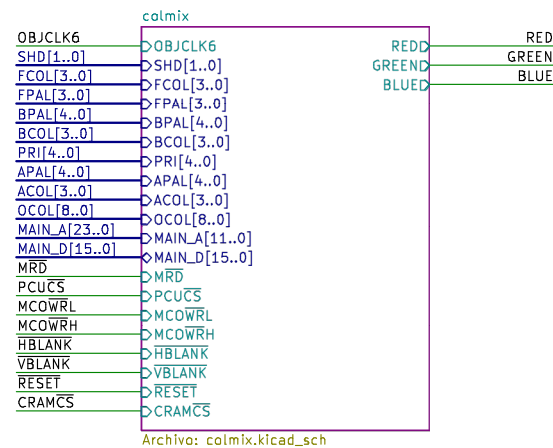 colmix
OBJCLK6 OBJCLK6 RED RED
SHD[1..0] SHD[1..0] GREEN GREEN
FCOL[3..0] FCOL[3..0] BLUE BLUE
FPAL[3..0] FPAL[3..0]
BPAL[4..0] BPAL[4..0]
BCOL[3..0] BCOL[3..0]
PRI[4..0] PRI[4..0]
APAL[4..0] APAL[4..0]
ACOL[3..0] ACOL[3..0]
OCOL[8..0] OCOL[8..0]
MAIN_A[23..0] MAIN_A[11..0]
MAIN_D[15..0] MAIN_D[15..0]
MRD MRD
PCUCS PCUCS
MCOWRL MCOWRL
MCOWRH MCOWRH
HBLANK HBLANK
VBLANK VBLANK
RESET RESET
CRAMCS CRAMCS
Archivo: colmix.kicad_sch